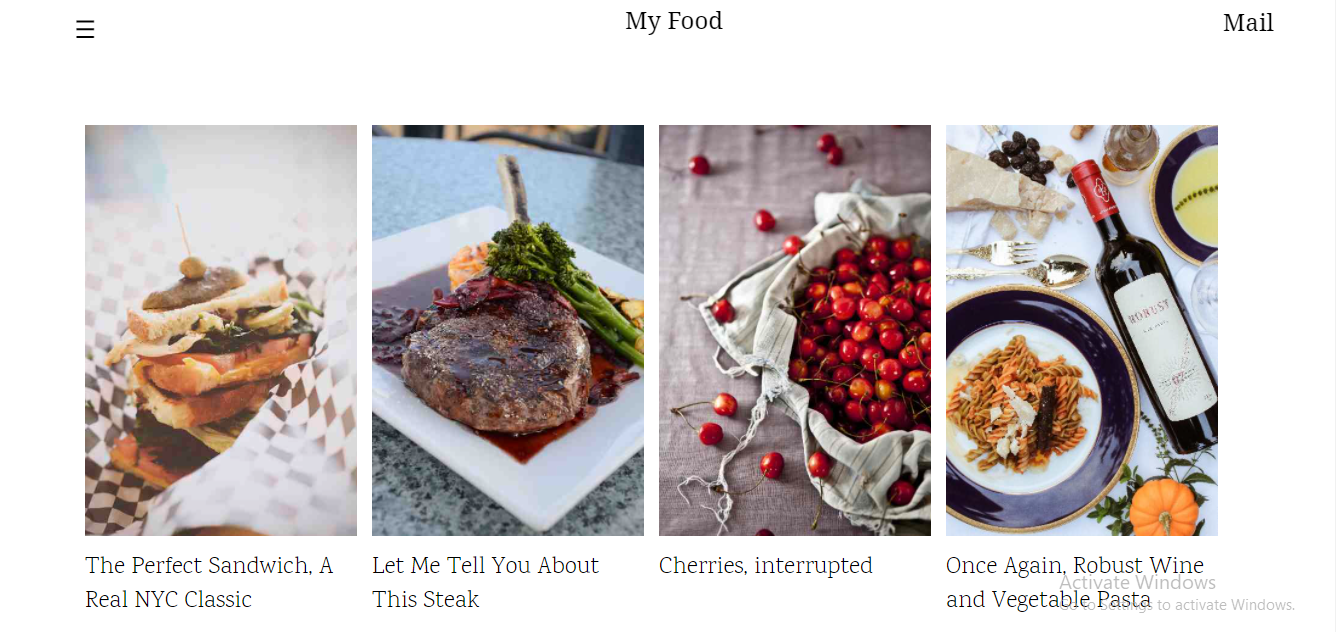 ☰
My Food
Mail
ROBUST
The Perfect Sandwich, A
Real NYC Classic
Let Me Tell You About
This Steak
Cherries, interrupted
Once Again, Robust Wine
and Vegetable Pasta
Activate Windows
Go to Settings to activate Windows.